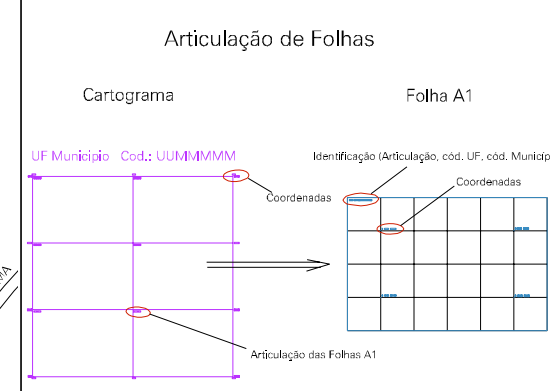 Articulação de Folhas
Cartograma
Folha A1
UF Municipio Cod.: UUMMMMM
Identificação (Articulação, cód. UF, cód. Municíp
Coordenadas
Coordenadas
Articulação das Folhas A1